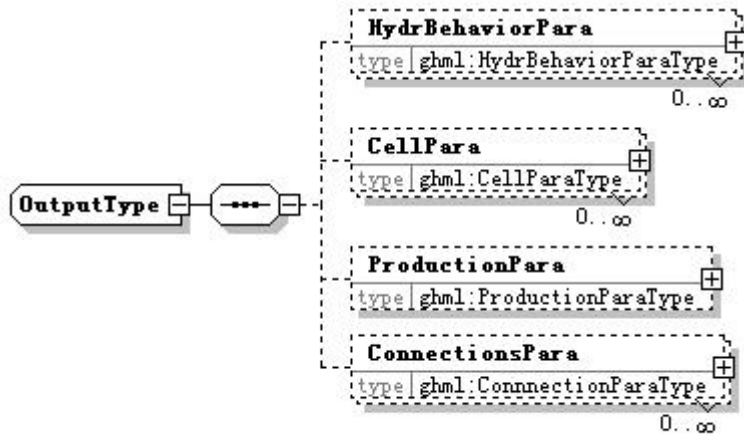 HydrBehaviorPara
type ghml:HydrBehaviorParaType
0..∞
CellPara
type ghml:CellParaType
0..∞
OutputType
ProductionPara
type ghml:ProductionParaType
ConnectionsPara
type ghml:ConnnectionParaType
0..∞